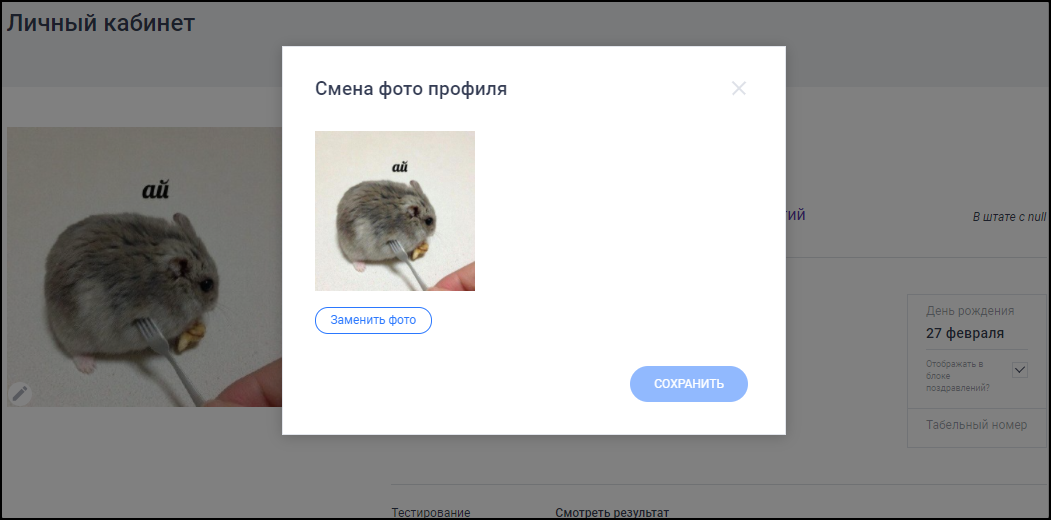 Личный кабинет
Смена фото профиля
ай
Заменить фото
СОХРАНИТЬ
ай
В штате с null
День рождения
27 февраля
Отображать в
блоке
поздравлений?
Табельный номер
Тестирование
Смотреть результат